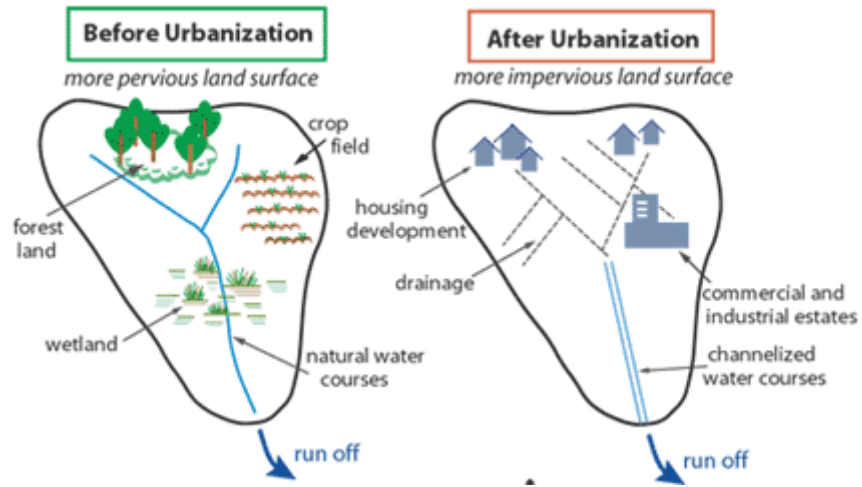 Before Urbanization
more pervious land surface
crop
field
forest
land
wetland
natural water
courses
run off
After Urbanization
more impervious land surface
housing
development
drainage
commercial and
industrial estates
channelized
water courses
run off